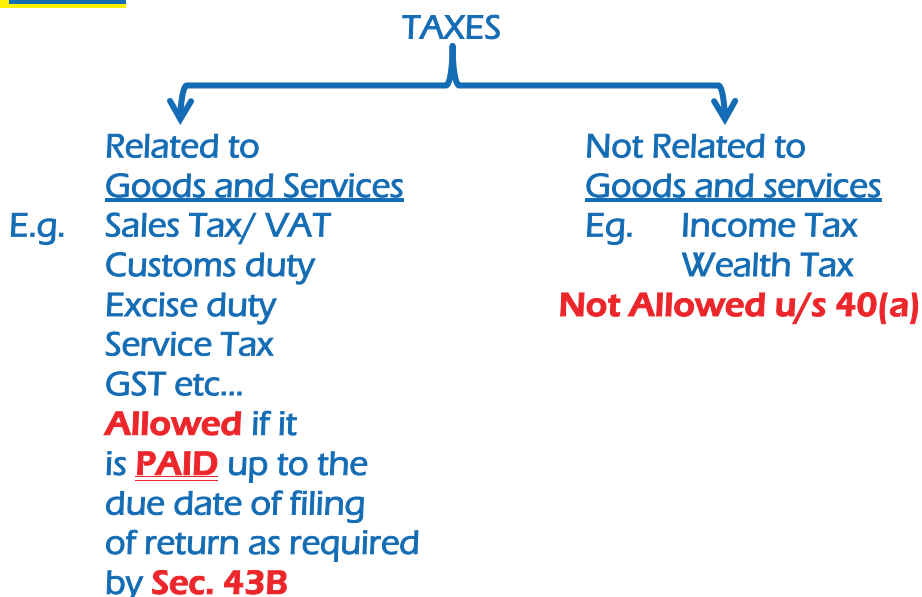 TAXES
Related to
Goods and Services
E.g. Sales Tax/ VAT
Customs duty
Excise duty
Service Tax
GST etc...
Allowed if it
is PAID up to the
due date of filing
of return as required
by Sec. 43B
Not Related to
Goods and services
Eg. Income Tax
Wealth Tax
Not Allowed u/s 40(a)